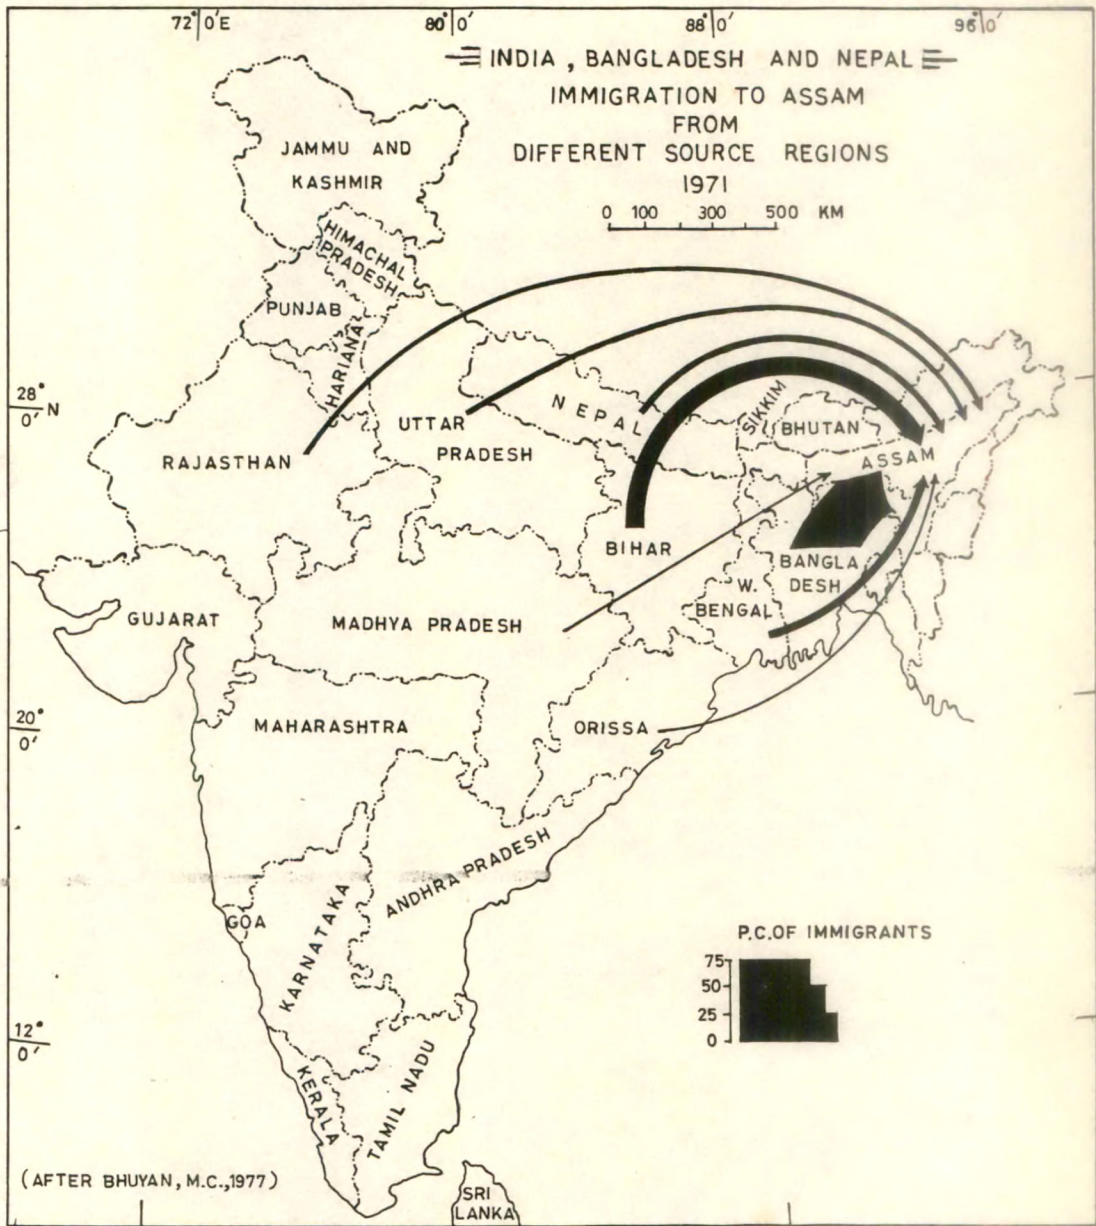 72° 0' E
80° 0'
88° 0'
96° 0'
INDIA , BANGLADESH AND NEPAL
IMMIGRATION TO ASSAM
FROM
DIFFERENT SOURCE REGIONS
1971
0 100 300 500 KM
JAMMU AND
KASHMIR
HIMACHAL
PRADESH
PUNJAB
HARIANA
28°
0' N
UTTAR
PRADESH
NEPAL
SIKKIM
BHUTAN
ASSAM
RAJASTHAN
BIHAR
BANGLA
DESH
W.
BENGAL
GUJARAT
MADHYA PRADESH
20°
0'
MAHARASHTRA
ORISSA
ANDHRA PRADESH
GOA
KARNATAKA
P.C.OF IMMIGRANTS
75
50
25
0
12°
0'
KERALA
TAMIL NADU
(AFTER BHUYAN, M.C.,1977)
SRI
LANKA